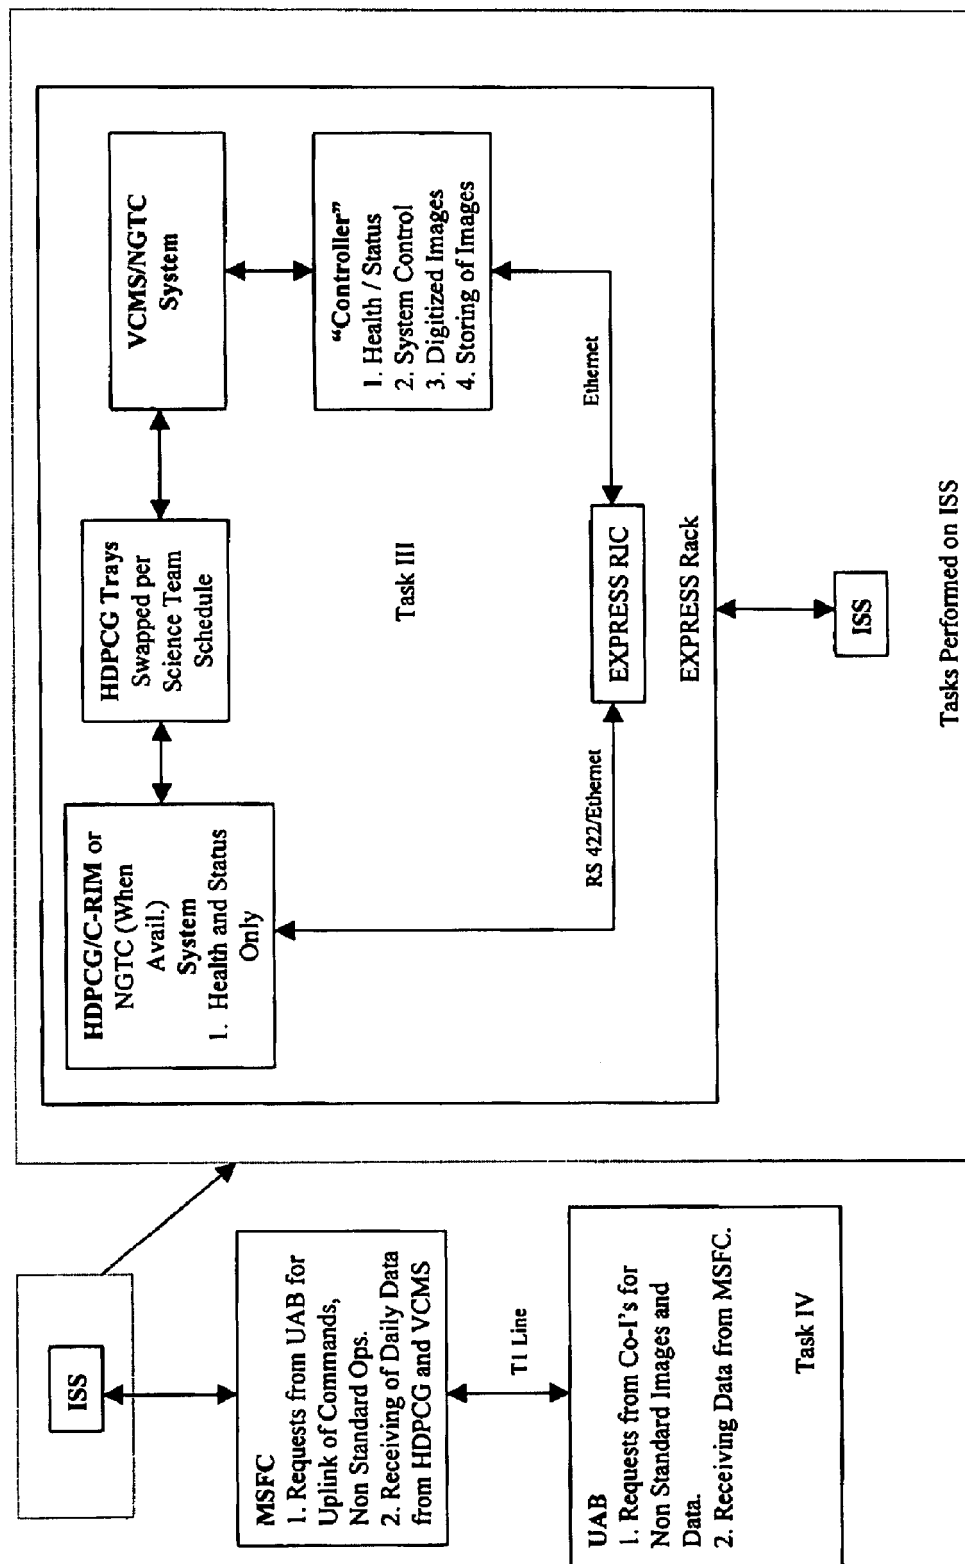 ISS
MSFC
1. Requests from UAB for
Uplink of Commands,
Non Standard Ops.
2. Receiving of Daily Data
from HDPCG and VCMS
T1 Line
UAB
1. Requests from Co-I's for
Non Standard Images and
Data.
2. Receiving Data from MSFC.
Task IV
HDPCG/C-RIM or
NGTC (When
Avail.)
System
1. Health and Status
Only
HDPCG Trays
Swapped per
Science Team
Schedule
VCMS/NGTC
System
“Controller”
1. Health / Status
2. System Control
3. Digitized Images
4. Storing of Images
Task III
RS 422/Ethernet
Ethernet
EXPRESS RIC
EXPRESS Rack
ISS
Tasks Performed on ISS